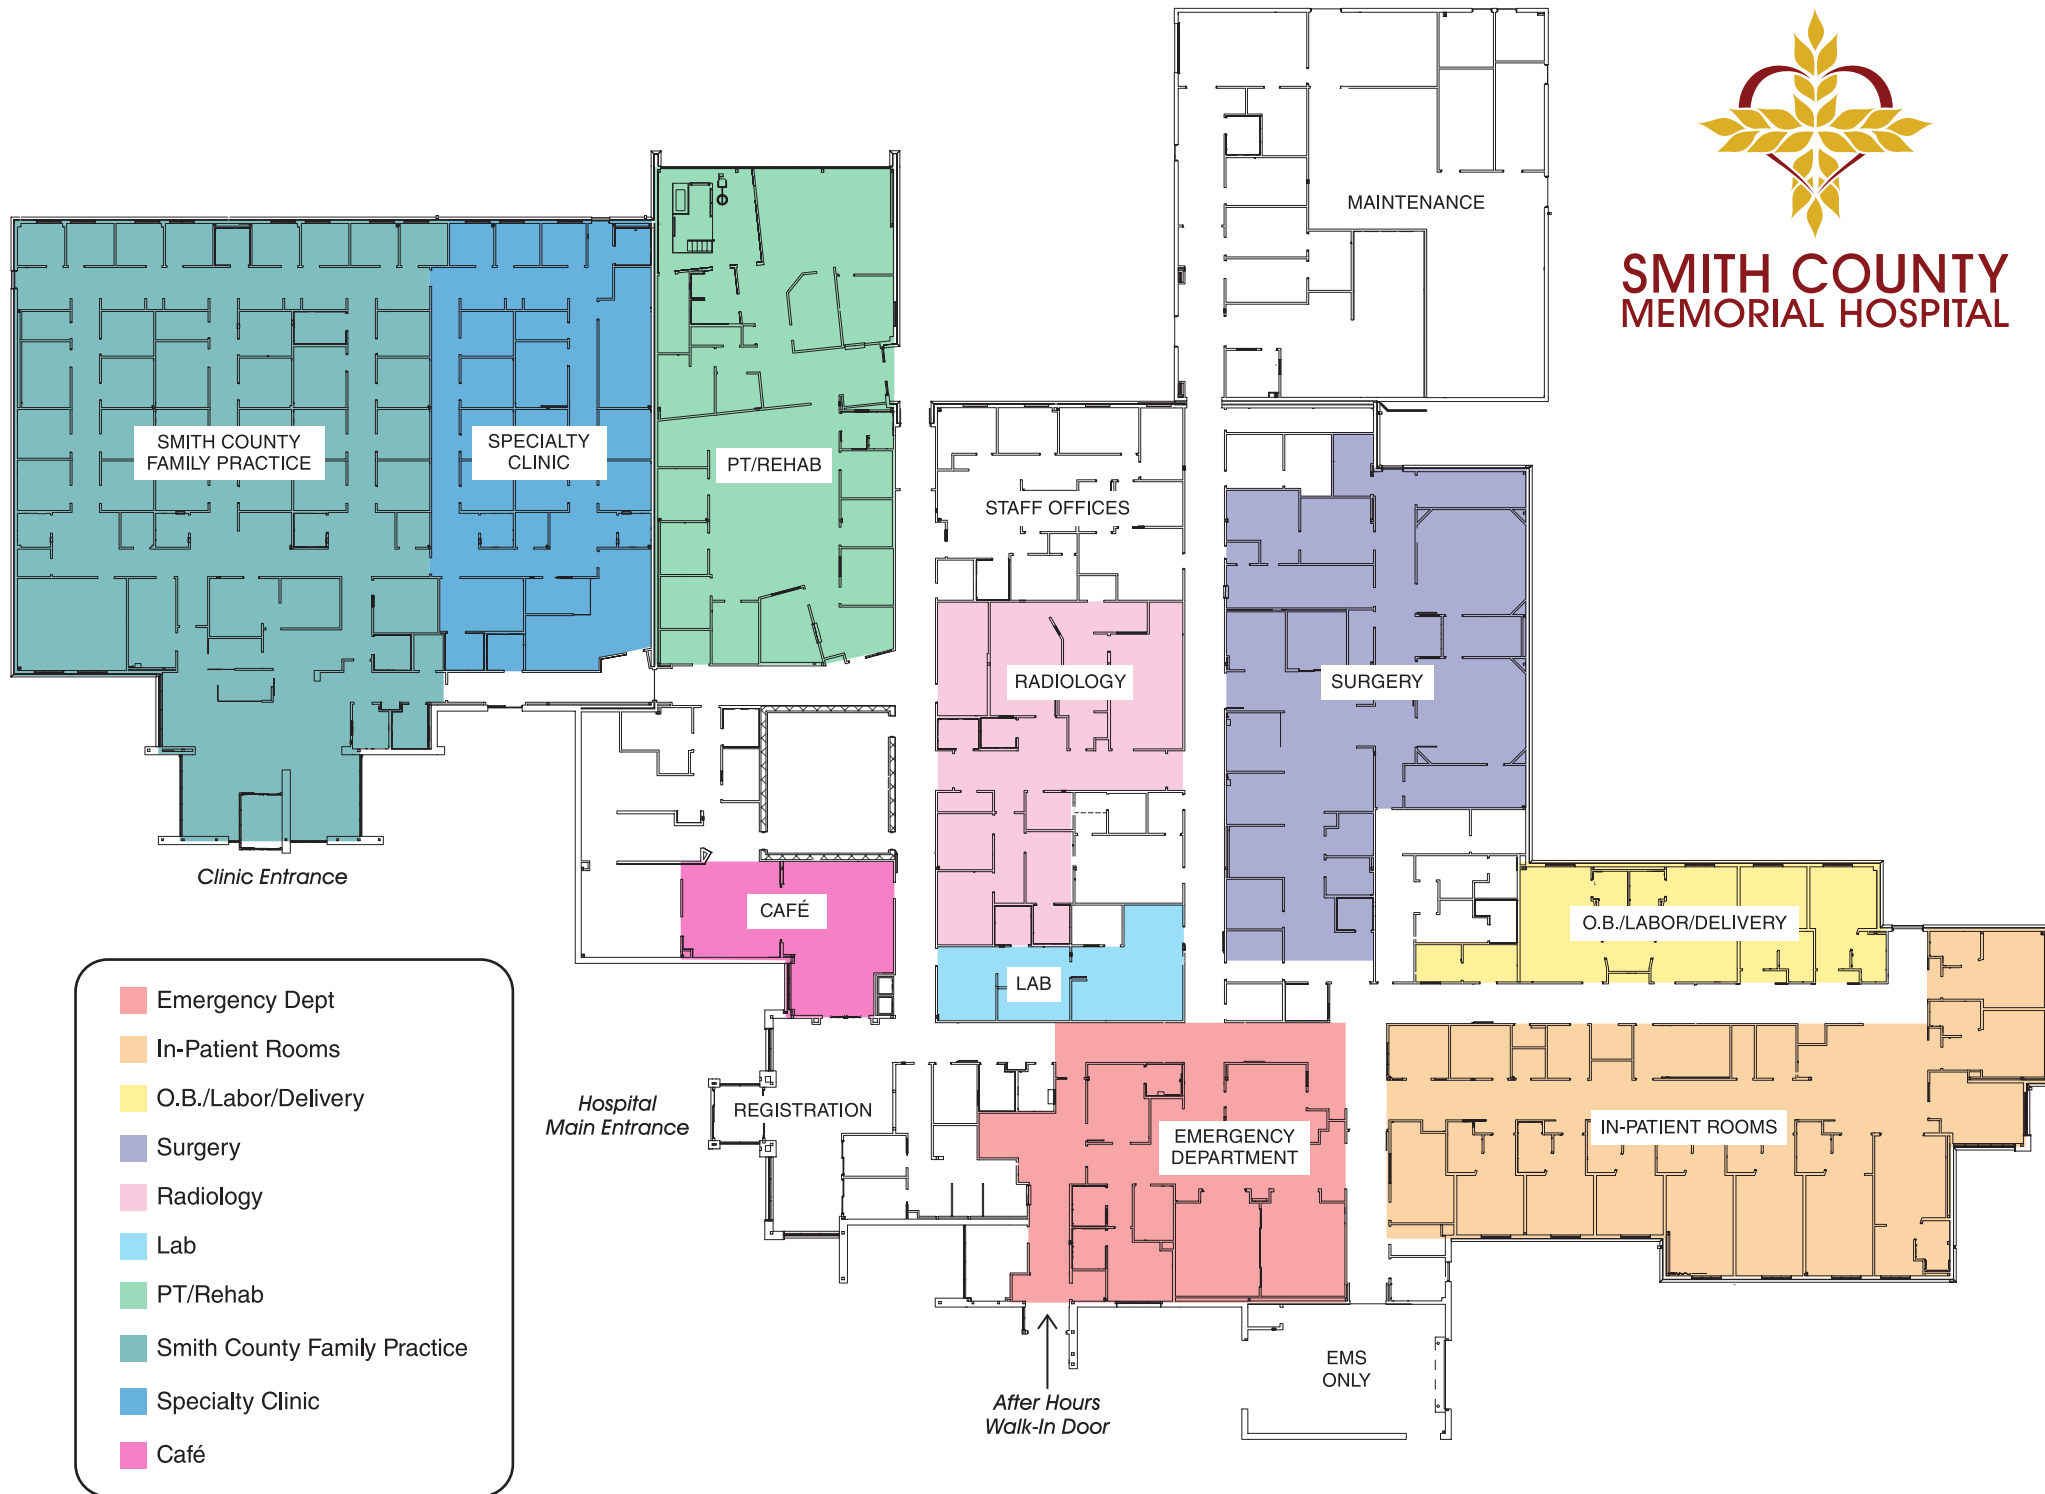 MAINTENANCE
SMITH COUNTY
MEMORIAL HOSPITAL
SMITH COUNTY
FAMILY PRACTICE
SPECIALTY
CLINIC
PT/REHAB
STAFF OFFICES
RADIOLOGY
SURGERY
Clinic Entrance
CAFÉ
O.B./LABOR/DELIVERY
LAB
Hospital
Main Entrance
REGISTRATION
EMERGENCY
DEPARTMENT
IN-PATIENT ROOMS
EMS
ONLY
After Hours
Walk-In Door
Emergency Dept
In-Patient Rooms
O.B./Labor/Delivery
Surgery
Radiology
Lab
PT/Rehab
Smith County Family Practice
Specialty Clinic
Café